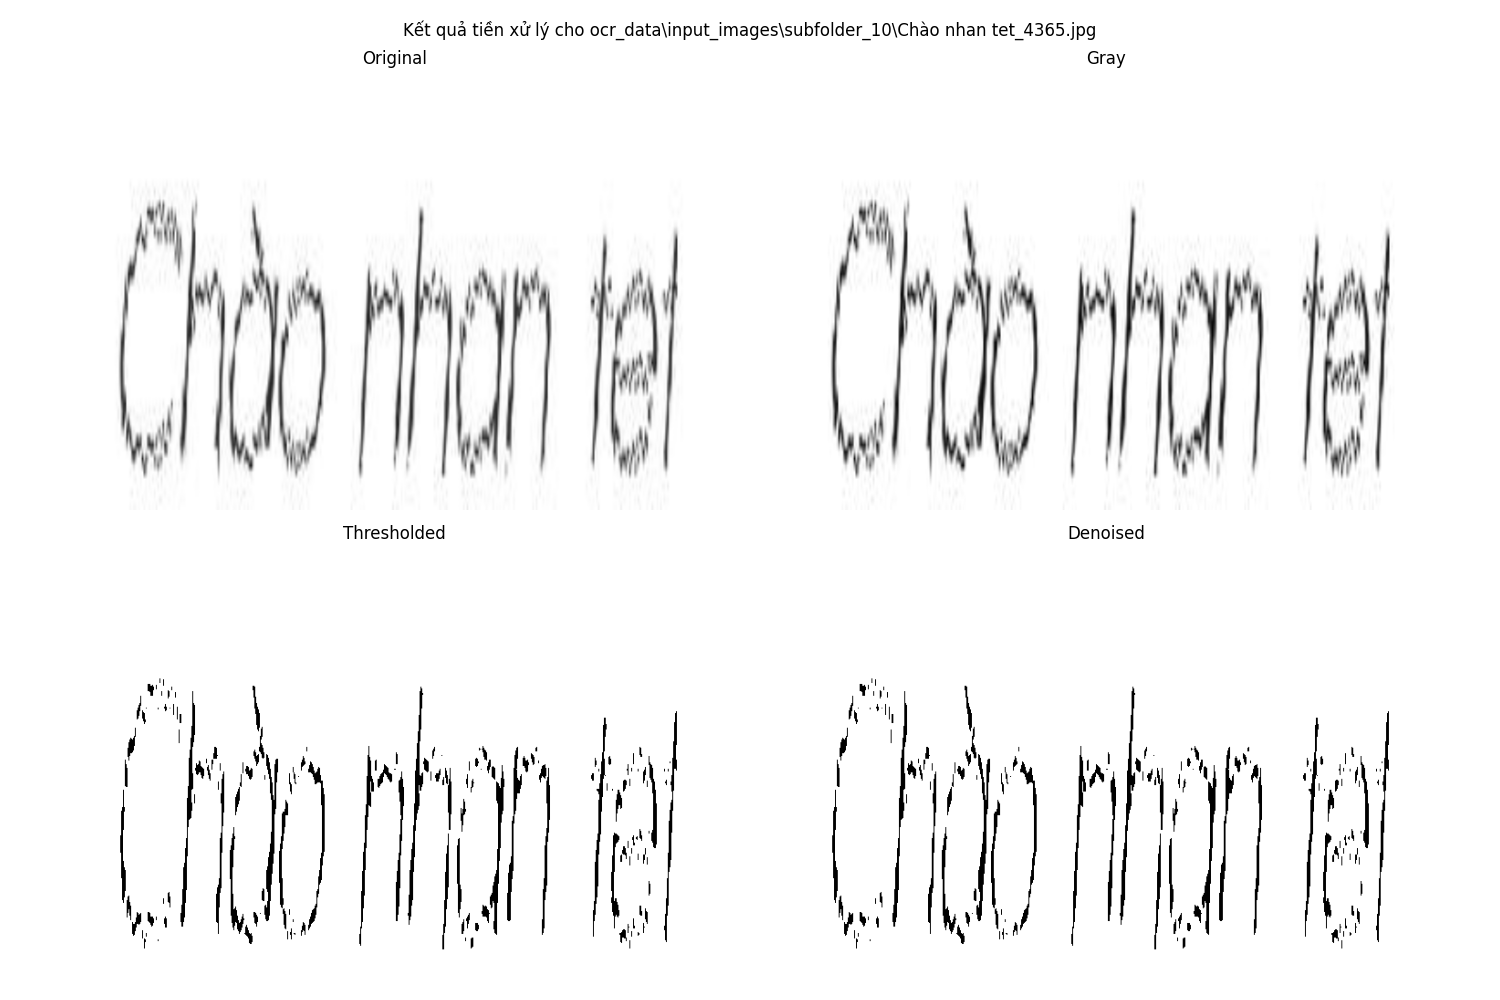 Kết quả tiền xử lý cho ocr_data\input_images\subfolder_10\Chào nhan tet_4365.jpg
Original
Gray
Chào nhan tet
Chào nhan tet
Thresholded
Denoised
Chào nhan tet
Chào nhan tet